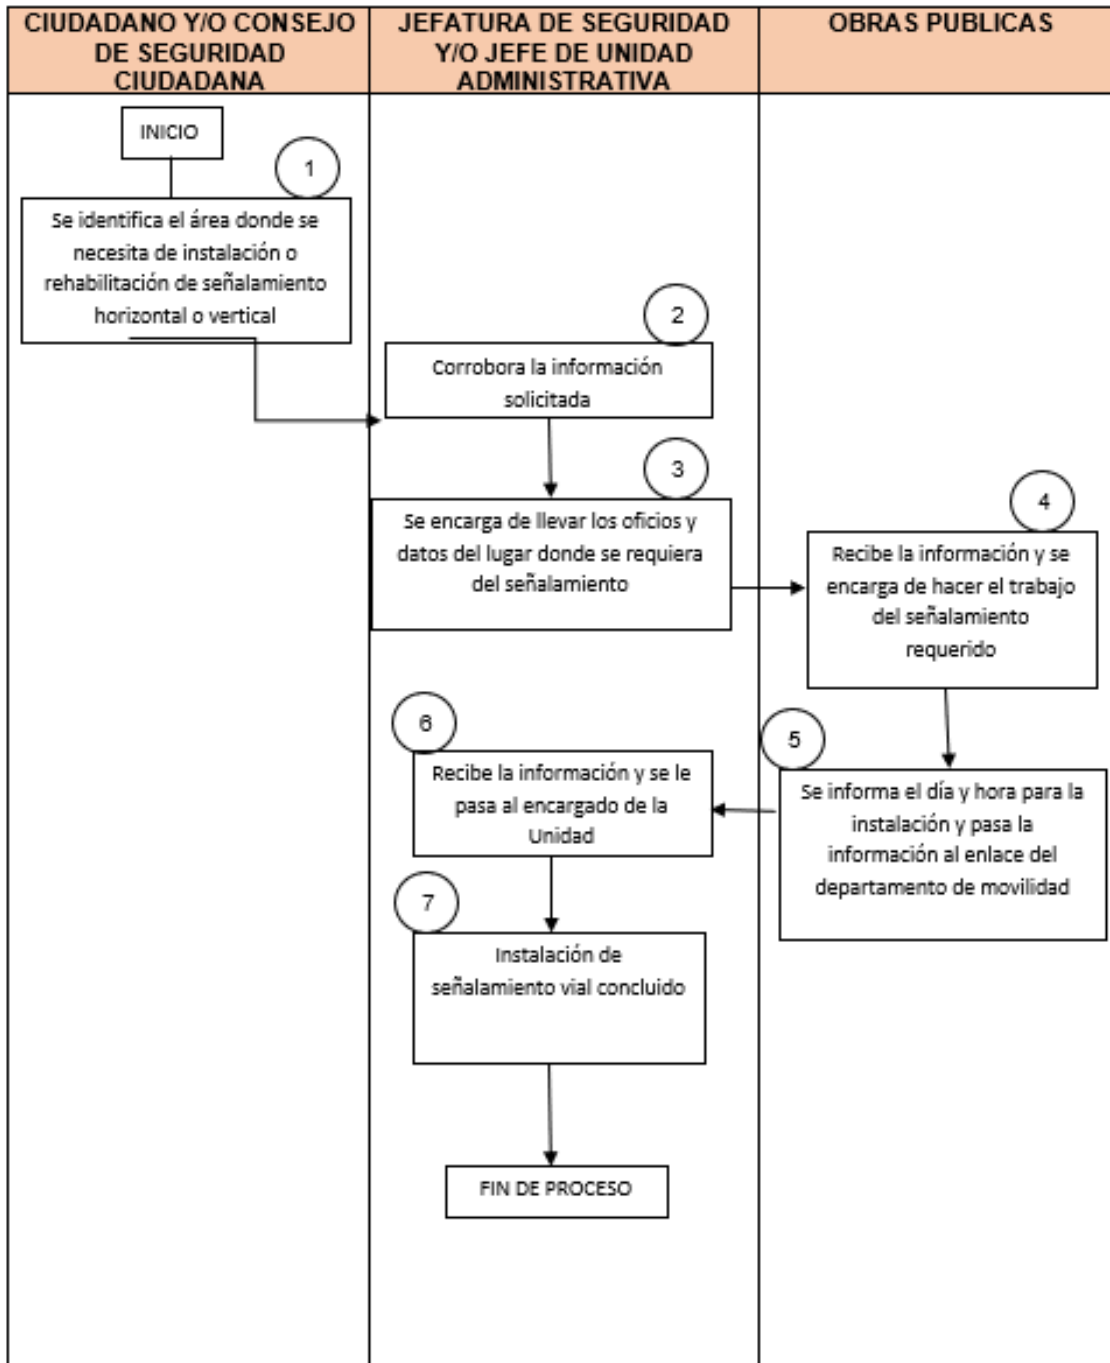 CIUDADANO Y/O CONSEJO
DE SEGURIDAD
CIUDADANA
JEFATURA DE SEGURIDAD
Y/O JEFE DE UNIDAD
ADMINISTRATIVA
OBRAS PUBLICAS
INICIO
1
Se identifica el área donde se
necesita de instalación o
rehabilitación de señalamiento
horizontal o vertical
2
Corrobora la información
solicitada
3
Se encarga de llevar los oficios y
datos del lugar donde se requiera
del señalamiento
4
Recibe la información y se
encarga de hacer el trabajo
del señalamiento
requerido
5
Se informa el día y hora para la
instalación y pasa la
información al enlace del
departamento de movilidad
6
Recibe la información y se le
pasa al encargado de la
Unidad
7
Instalación de
señalamiento vial concluido
FIN DE PROCESO